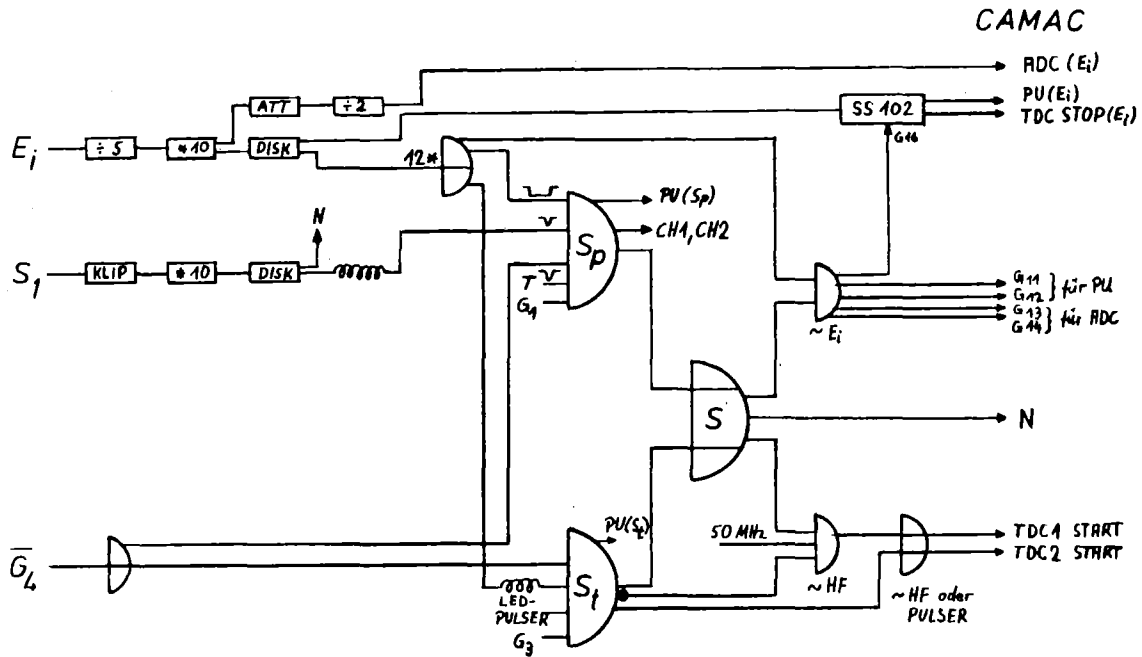 CAMAC
ADC (Ei)
ATT
÷2
PU(Ei)
SS 102
TDC STOP(Ei)
Ei
÷5
*10
DISK
G16
12*
PU(Sp)
N
CH1, CH2
Sp
S1
KLIP
*10
DISK
T
G1
G11
G12 } für PU
G13
G14 } für ADC
~Ei
S
N
PU(St)
50 MHz
TDC1 START
TDC2 START
G̅4
St
LED-
PULSER
~HF
~HF oder
PULSER
G3